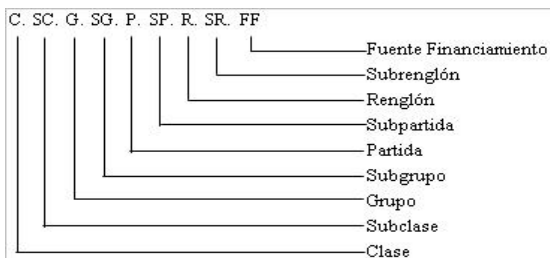 C. SC. G. SG. P. SP. R. SR. FF
Fuente Financiamiento
Subrenglón
Renglón
Subpartida
Partida
Subgrupo
Grupo
Subclase
Clase